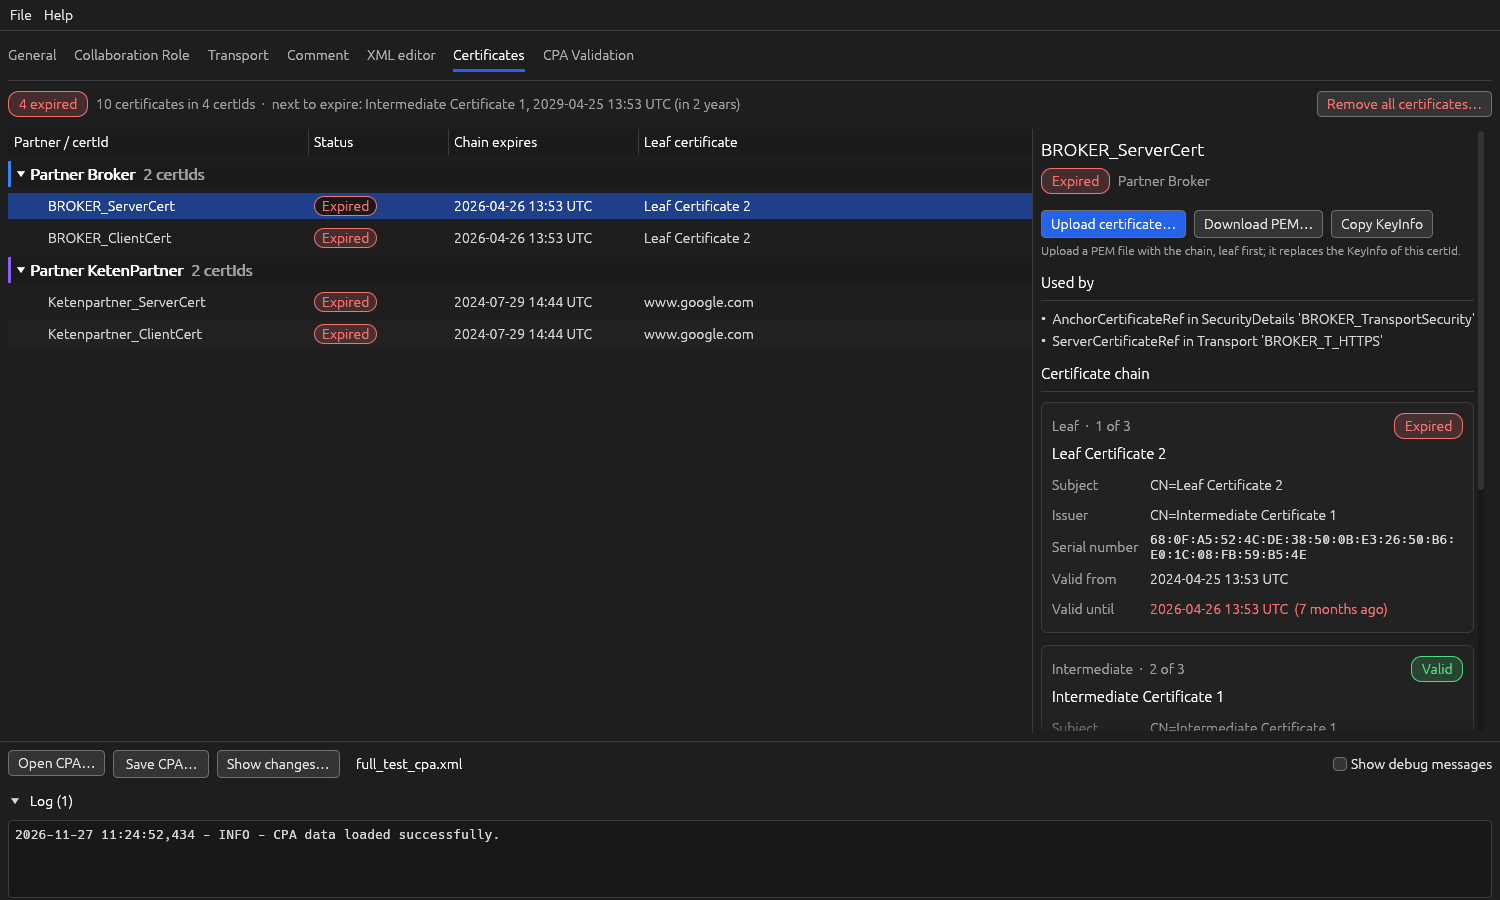 File Help
General Collaboration Role Transport Comment XML editor Certificates CPA Validation
4 expired 10 certificates in 4 certIds · next to expire: Intermediate Certificate 1, 2029-04-25 13:53 UTC (in 2 years) Remove all certificates...
Partner / certId Status Chain expires Leaf certificate
Partner Broker 2 certIds
BROKER_ServerCert Expired 2026-04-26 13:53 UTC Leaf Certificate 2
BROKER_ClientCert Expired 2026-04-26 13:53 UTC Leaf Certificate 2
Partner KetenPartner 2 certIds
Ketenpartner_ServerCert Expired 2024-07-29 14:44 UTC www.google.com
Ketenpartner_ClientCert Expired 2024-07-29 14:44 UTC www.google.com
BROKER_ServerCert
Expired Partner Broker
Upload certificate... Download PEM... Copy KeyInfo
Upload a PEM file with the chain, leaf first; it replaces the KeyInfo of this certId.
Used by
• AnchorCertificateRef in SecurityDetails 'BROKER_TransportSecurity'
• ServerCertificateRef in Transport 'BROKER_T_HTTPS'
Certificate chain
Leaf · 1 of 3 Expired
Leaf Certificate 2
Subject CN=Leaf Certificate 2
Issuer CN=Intermediate Certificate 1
Serial number 68:0F:A5:52:4C:DE:38:50:0B:E3:26:50:B6:
E0:1C:08:FB:59:B5:4E
Valid from 2024-04-25 13:53 UTC
Valid until 2026-04-26 13:53 UTC (7 months ago)
Intermediate · 2 of 3 Valid
Intermediate Certificate 1
Subject CN=Intermediate Certificate 1
Open CPA... Save CPA... Show changes... full_test_cpa.xml Show debug messages
Log (1)
2026-11-27 11:24:52,434 - INFO - CPA data loaded successfully.